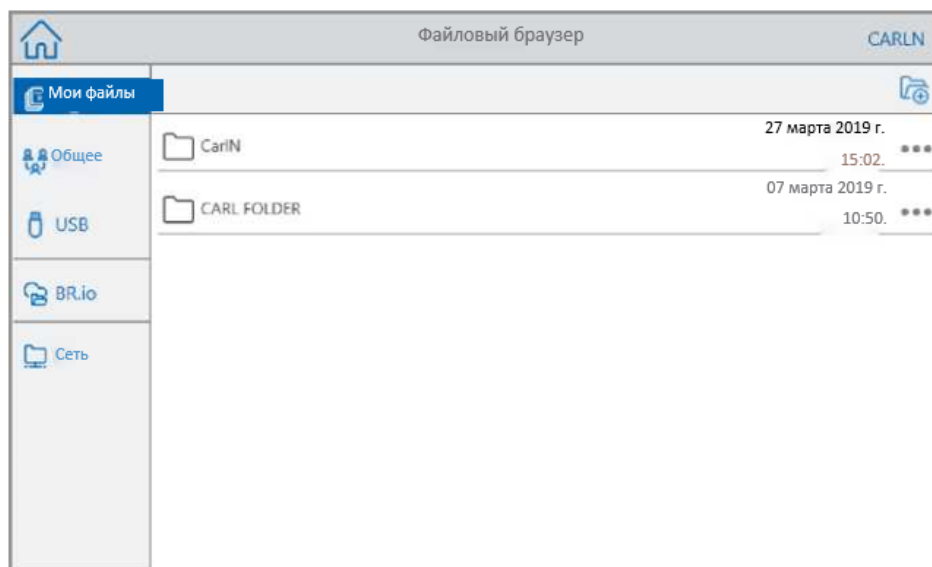 Файловый браузер
CARLN
Мои файлы
Общее
USB
BR.io
Сеть
CarlN
27 марта 2019 г.
15:02.
CARL FOLDER
07 марта 2019 г.
10:50.